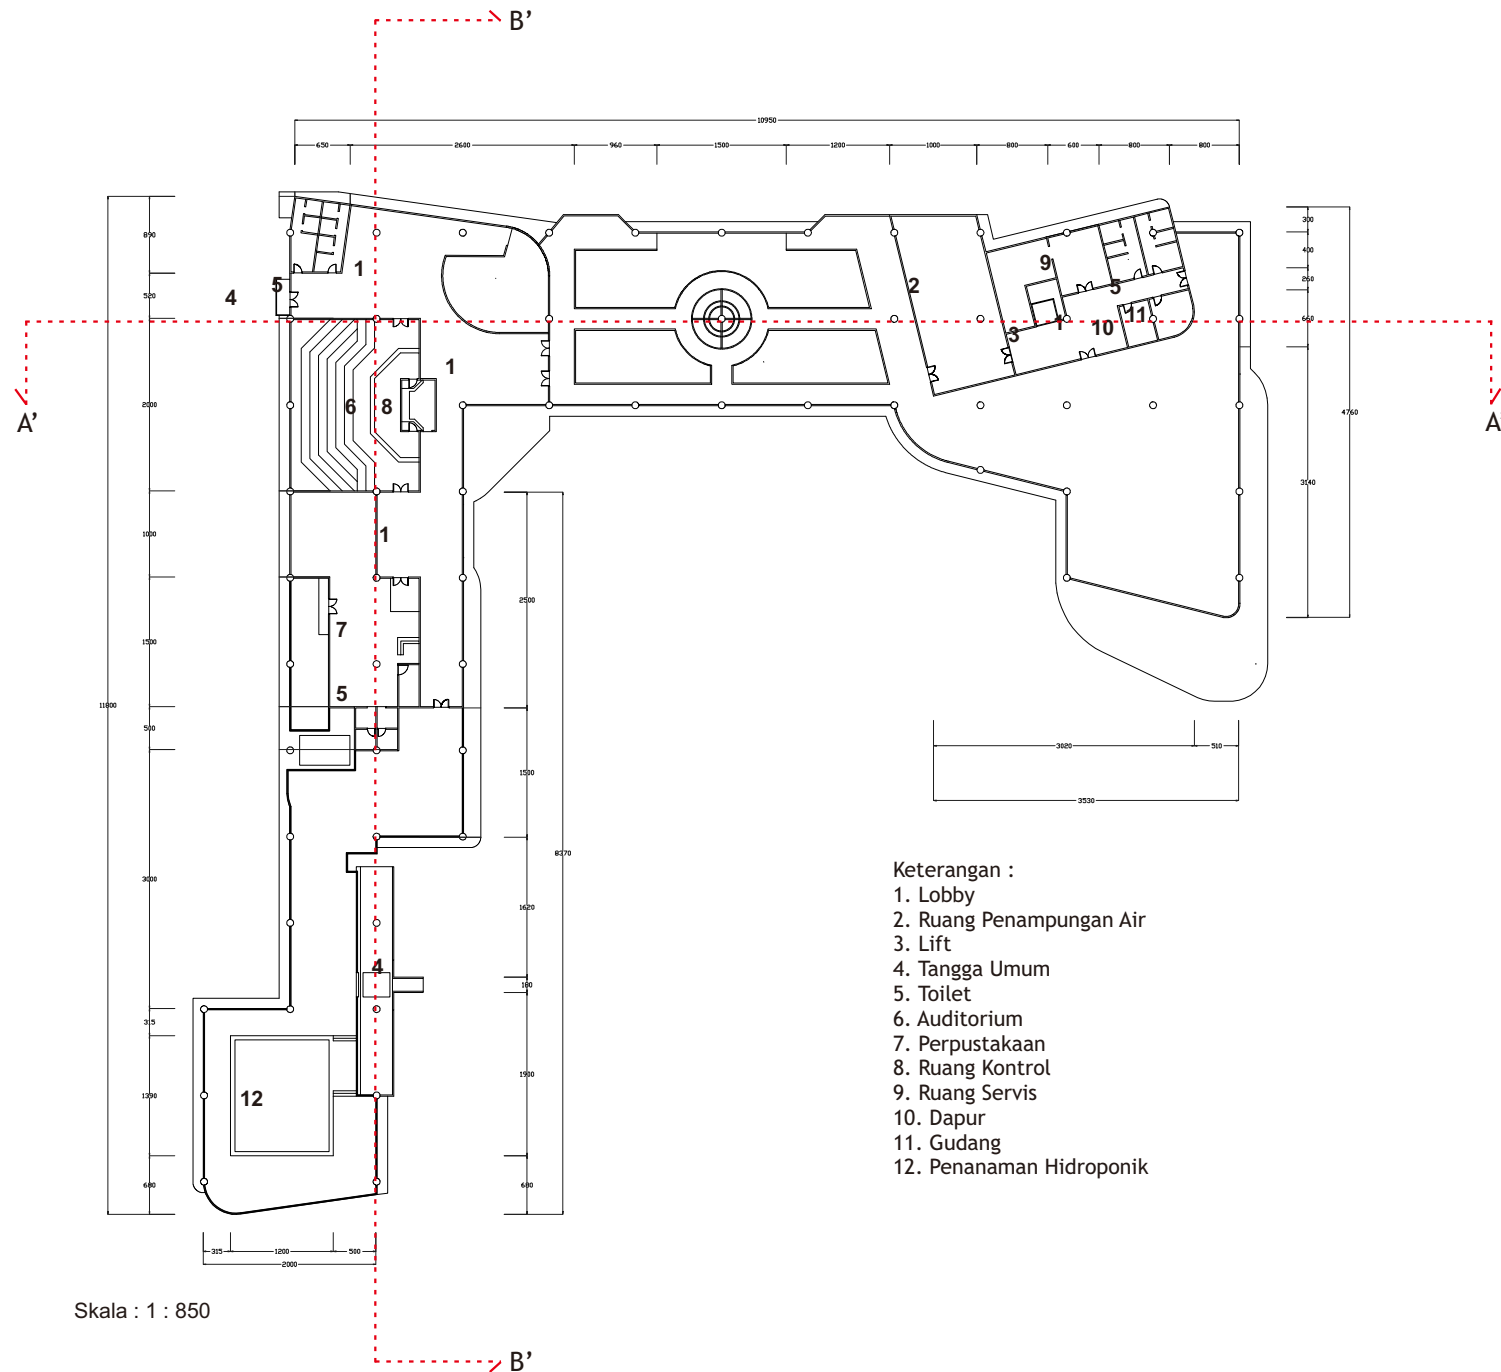 B’
10950
650 2600 960 1500 1200 1000 800 600 800 800
890
520
2000
1000
1500
500
3000
315
1390
680
11800
300
400
260
660
3140
4760
A’
A’
4
5
1
1
6
8
1
7
5
2
9
5
3
1
10
11
4
12
2500
1500
1620
180
1900
680
8370
3020 510
3530
Keterangan :
1. Lobby
2. Ruang Penampungan Air
3. Lift
4. Tangga Umum
5. Toilet
6. Auditorium
7. Perpustakaan
8. Ruang Kontrol
9. Ruang Servis
10. Dapur
11. Gudang
12. Penanaman Hidroponik
315 1200 500
2000
Skala : 1 : 850
B’